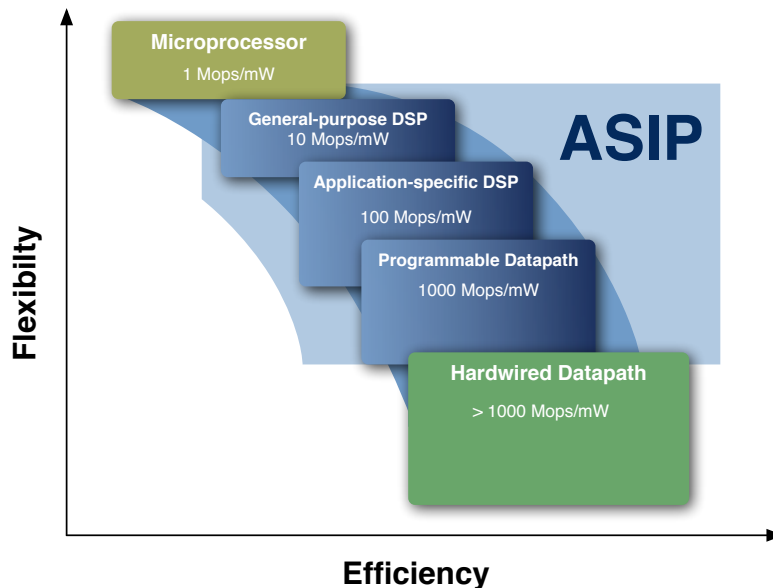 Microprocessor
1 Mops/mW
General-purpose DSP
10 Mops/mW
ASIP
Application-specific DSP
100 Mops/mW
Programmable Datapath
1000 Mops/mW
Hardwired Datapath
> 1000 Mops/mW
Flexibilty
Efficiency